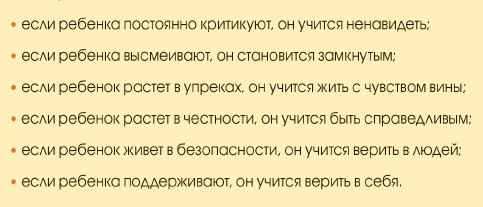 • если ребенка постоянно критикуют, он учится ненавидеть;
• если ребенка высмеивают, он становится замкнутым;
• если ребенок растет в упреках, он учится жить с чувством вины;
• если ребенок растет в честности, он учится быть справедливым;
• если ребенок живет в безопасности, он учится верить в людей;
• если ребенка поддерживают, он учится верить в себя.